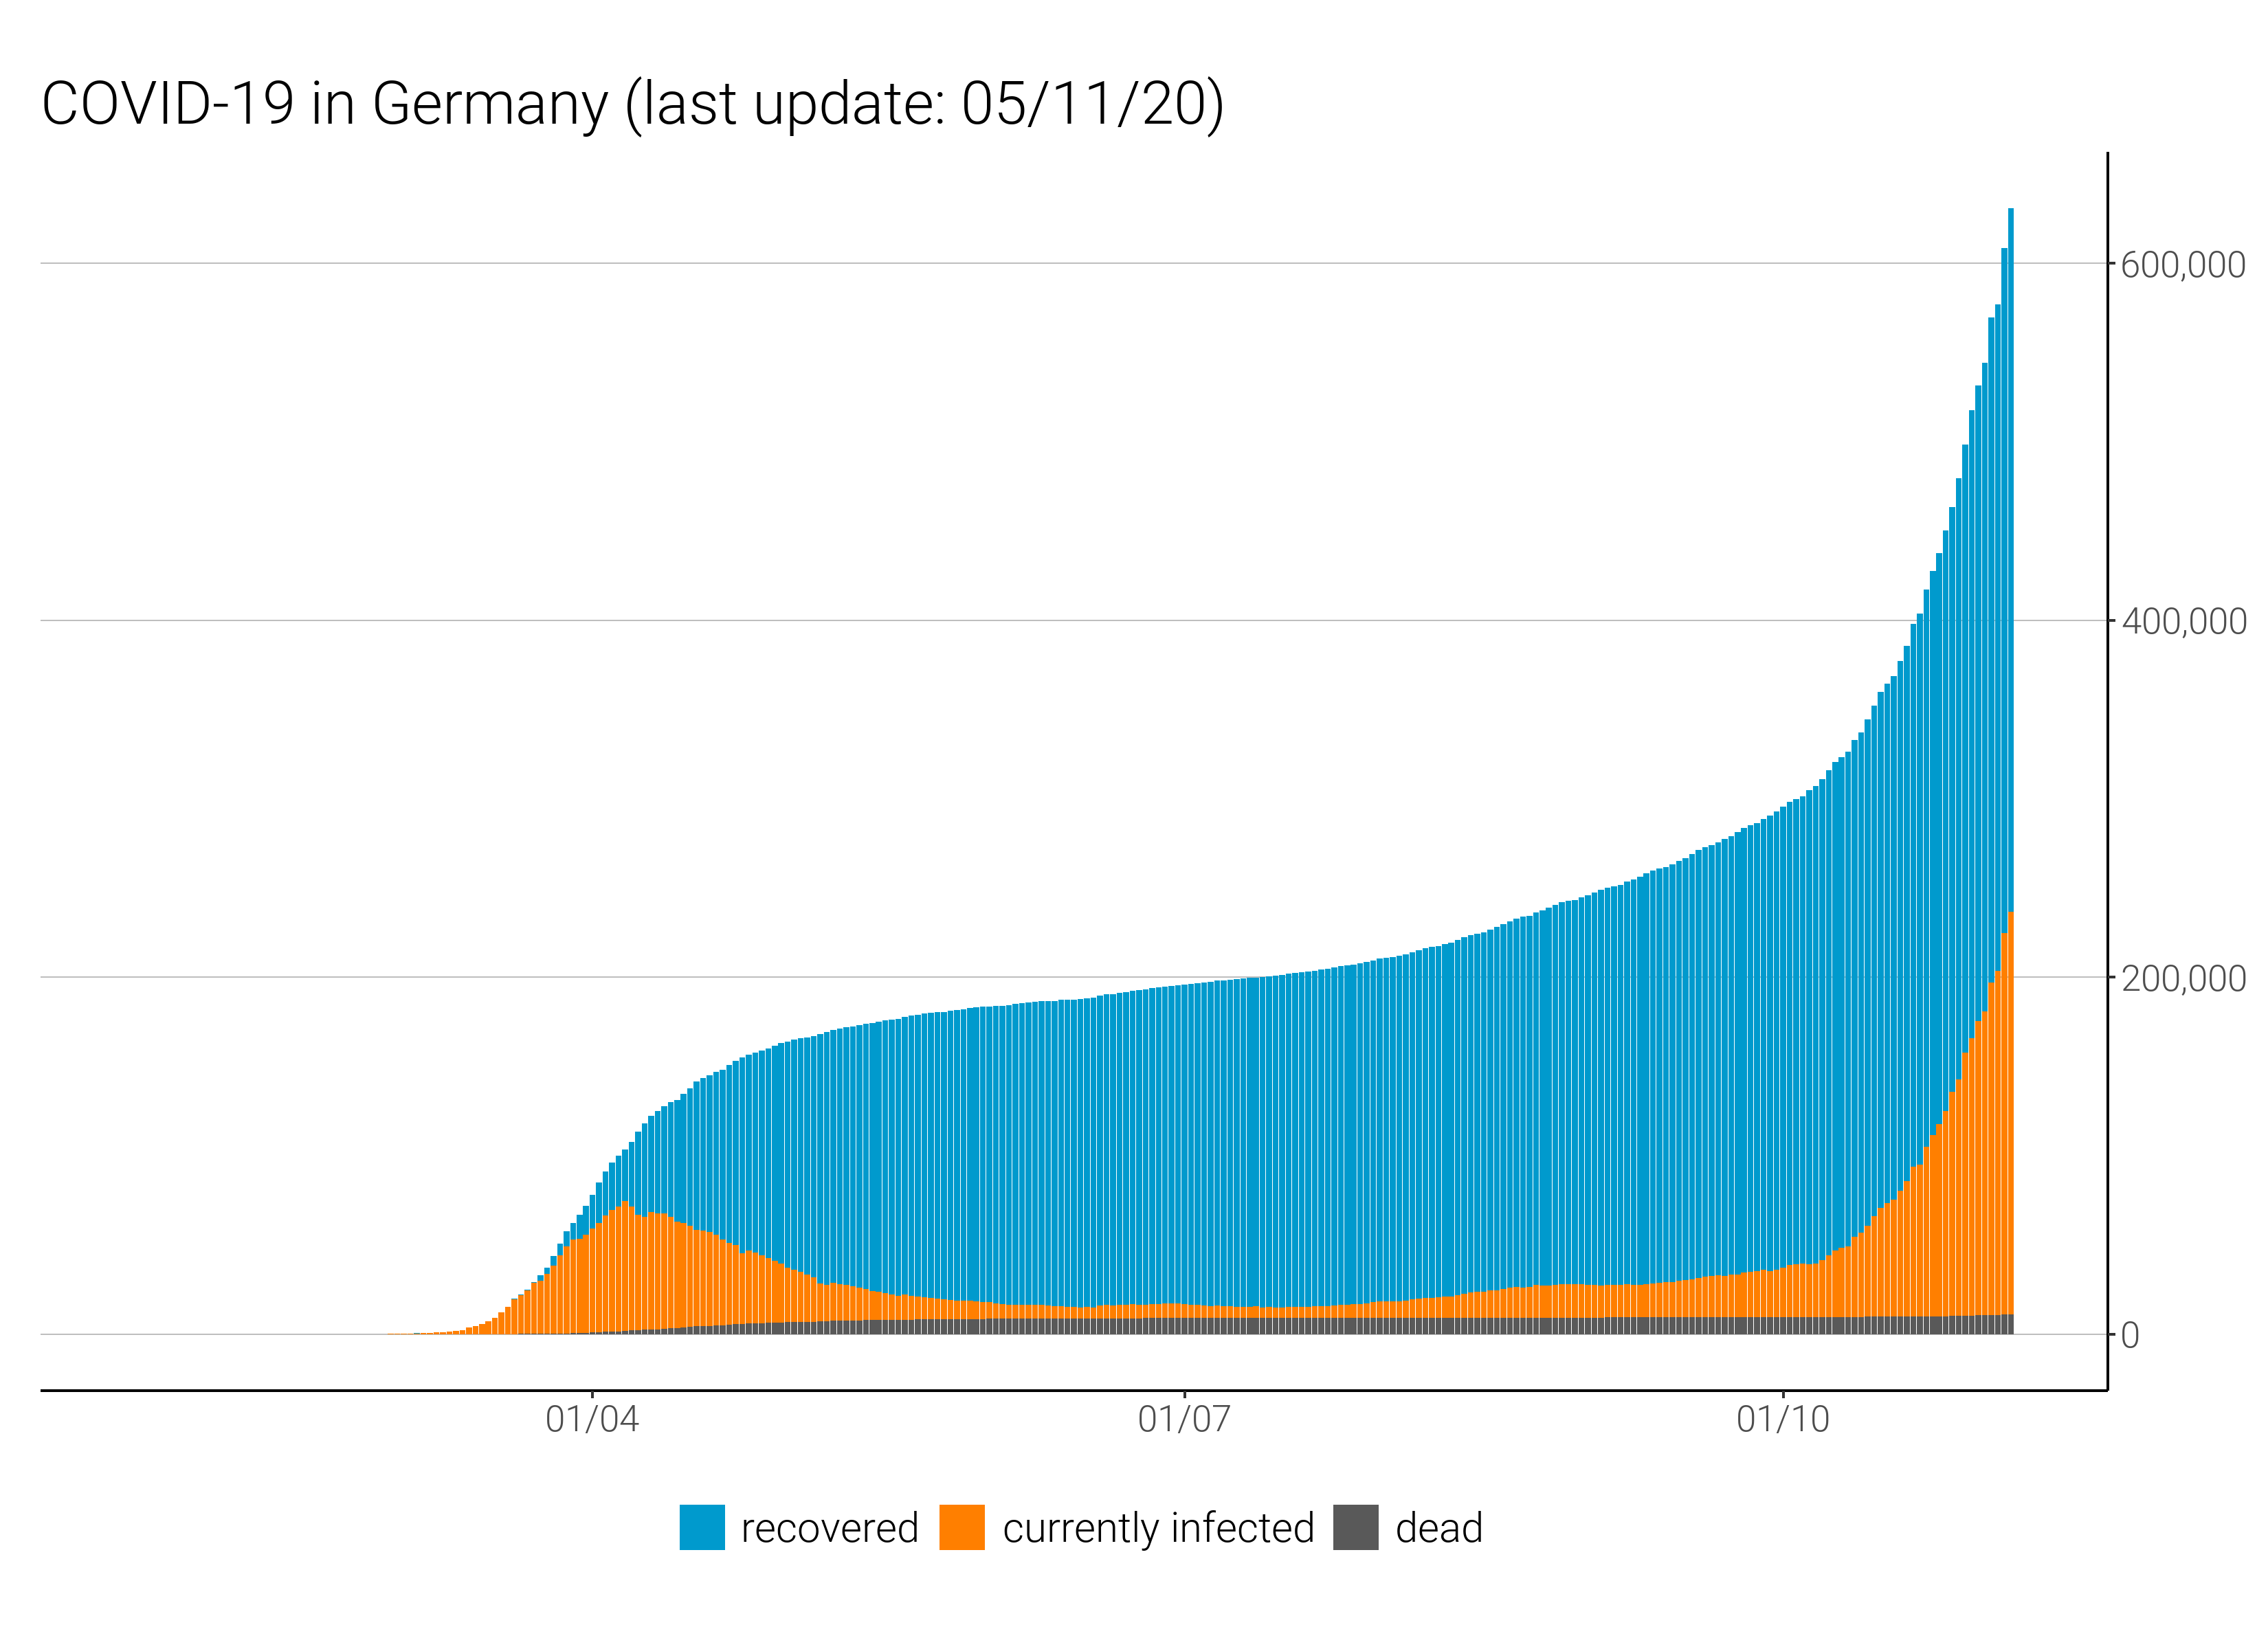 COVID-19 in Germany (last update: 05/11/20)
600,000
400,000
200,000
0
01/04 01/07 01/10
recovered currently infected dead